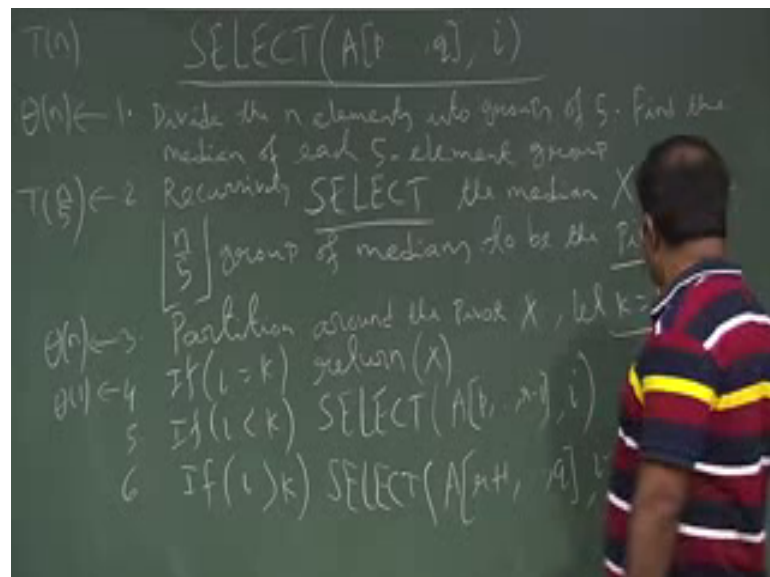 T(n) SELECT(A[p, ,q], i)
θ(n) ← 1. Divide the n elements into groups of 5. Find the
median of each 5-element group
T(n/5) ← 2 Recursively SELECT the median X
⌊n/5⌋ group of medians to be the
θ(n) ← 3. Partition around the Pivot X, let k=
θ(1) ← 4 If(i=k) return(X)
5 If(i<k) SELECT(A[p, ,r-1], i)
6 If(i>k) SELECT(A[r+1, ,q],